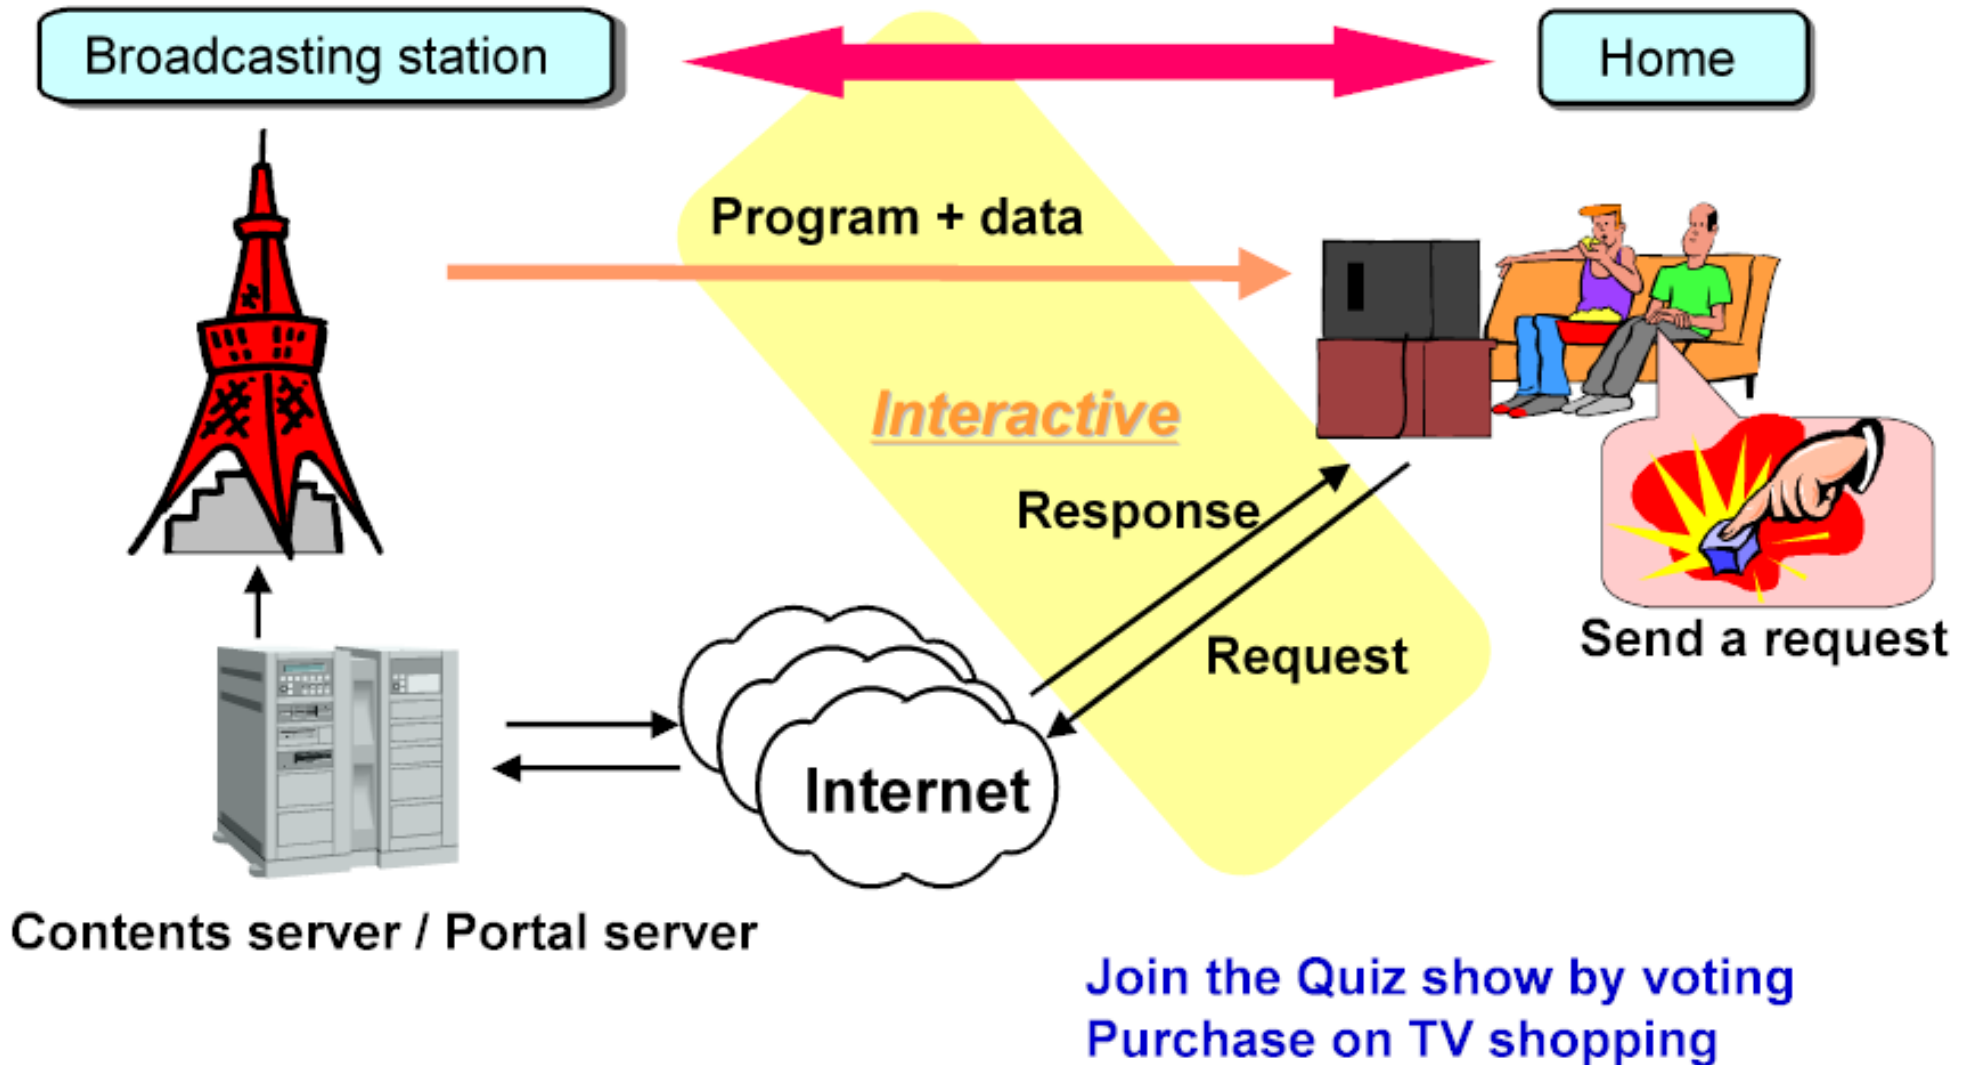 Broadcasting station
Home
Program + data
Interactive
Response
Request
Send a request
Internet
Contents server / Portal server
Join the Quiz show by voting
Purchase on TV shopping